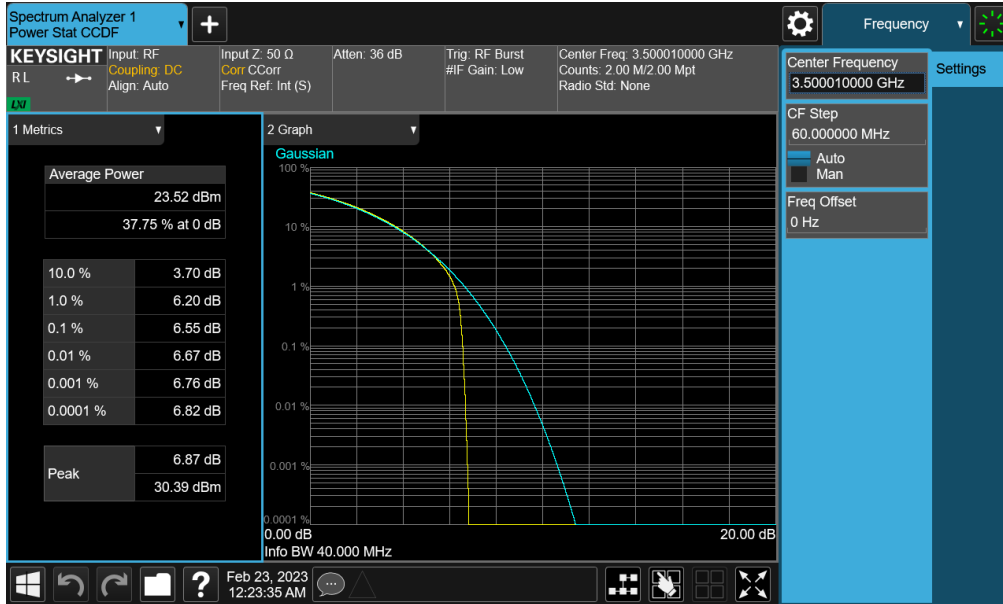 Spectrum Analyzer 1
Power Stat CCDF
Frequency
KEYSIGHT
RL
LXI
Input: RF
Coupling: DC
Align: Auto
Input Z: 50 Ω
Corr CCorr
Freq Ref: Int (S)
Atten: 36 dB
Trig: RF Burst
#IF Gain: Low
Center Freq: 3.500010000 GHz
Counts: 2.00 M/2.00 Mpt
Radio Std: None
Center Frequency
3.500010000 GHz
Settings
CF Step
60.000000 MHz
Auto
Man
Freq Offset
0 Hz
1 Metrics
Average Power
23.52 dBm
37.75 % at 0 dB
10.0 % 3.70 dB
1.0 % 6.20 dB
0.1 % 6.55 dB
0.01 % 6.67 dB
0.001 % 6.76 dB
0.0001 % 6.82 dB
Peak
6.87 dB
30.39 dBm
2 Graph
Gaussian
100 %
10 %
1 %
0.1 %
0.01 %
0.001 %
0.0001 %
0.00 dB 20.00 dB
Info BW 40.000 MHz
?
Feb 23, 2023
12:23:35 AM